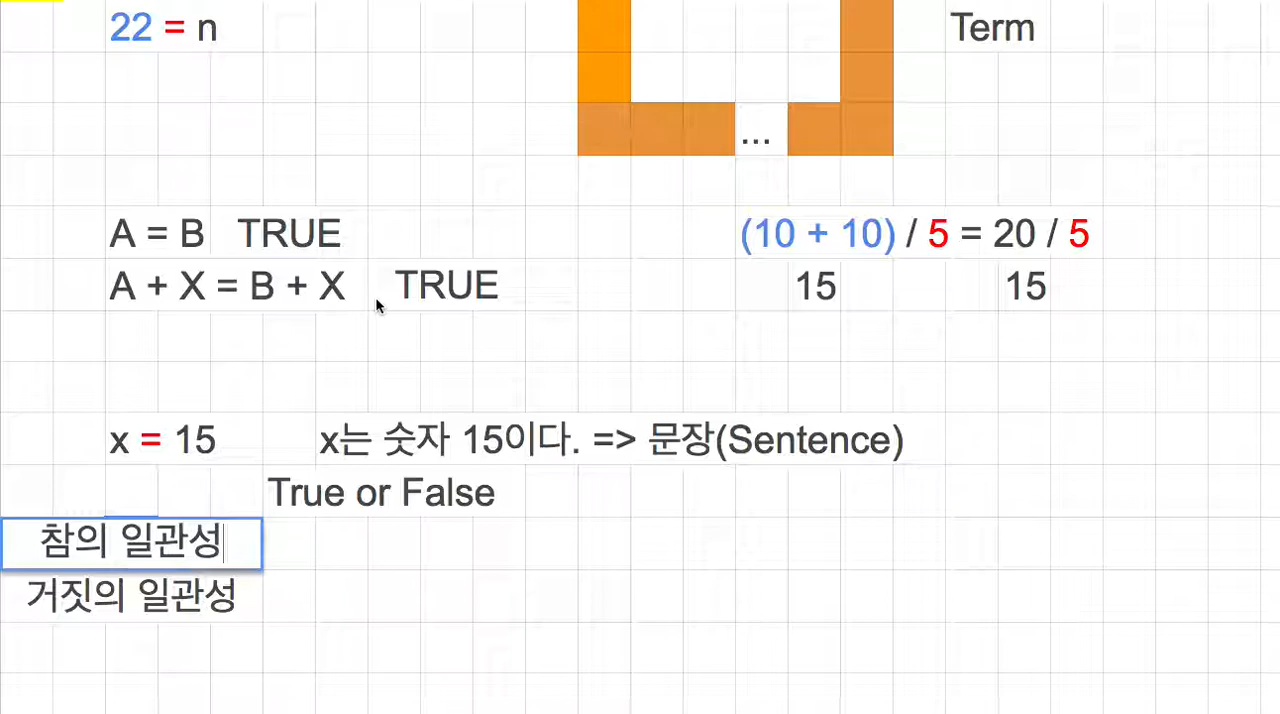 22 = n Term
...
A = B TRUE (10 + 10) / 5 = 20 / 5
A + X = B + X TRUE 15 15
x = 15 x는 숫자 15이다. => 문장(Sentence)
True or False
참의 일관성
거짓의 일관성